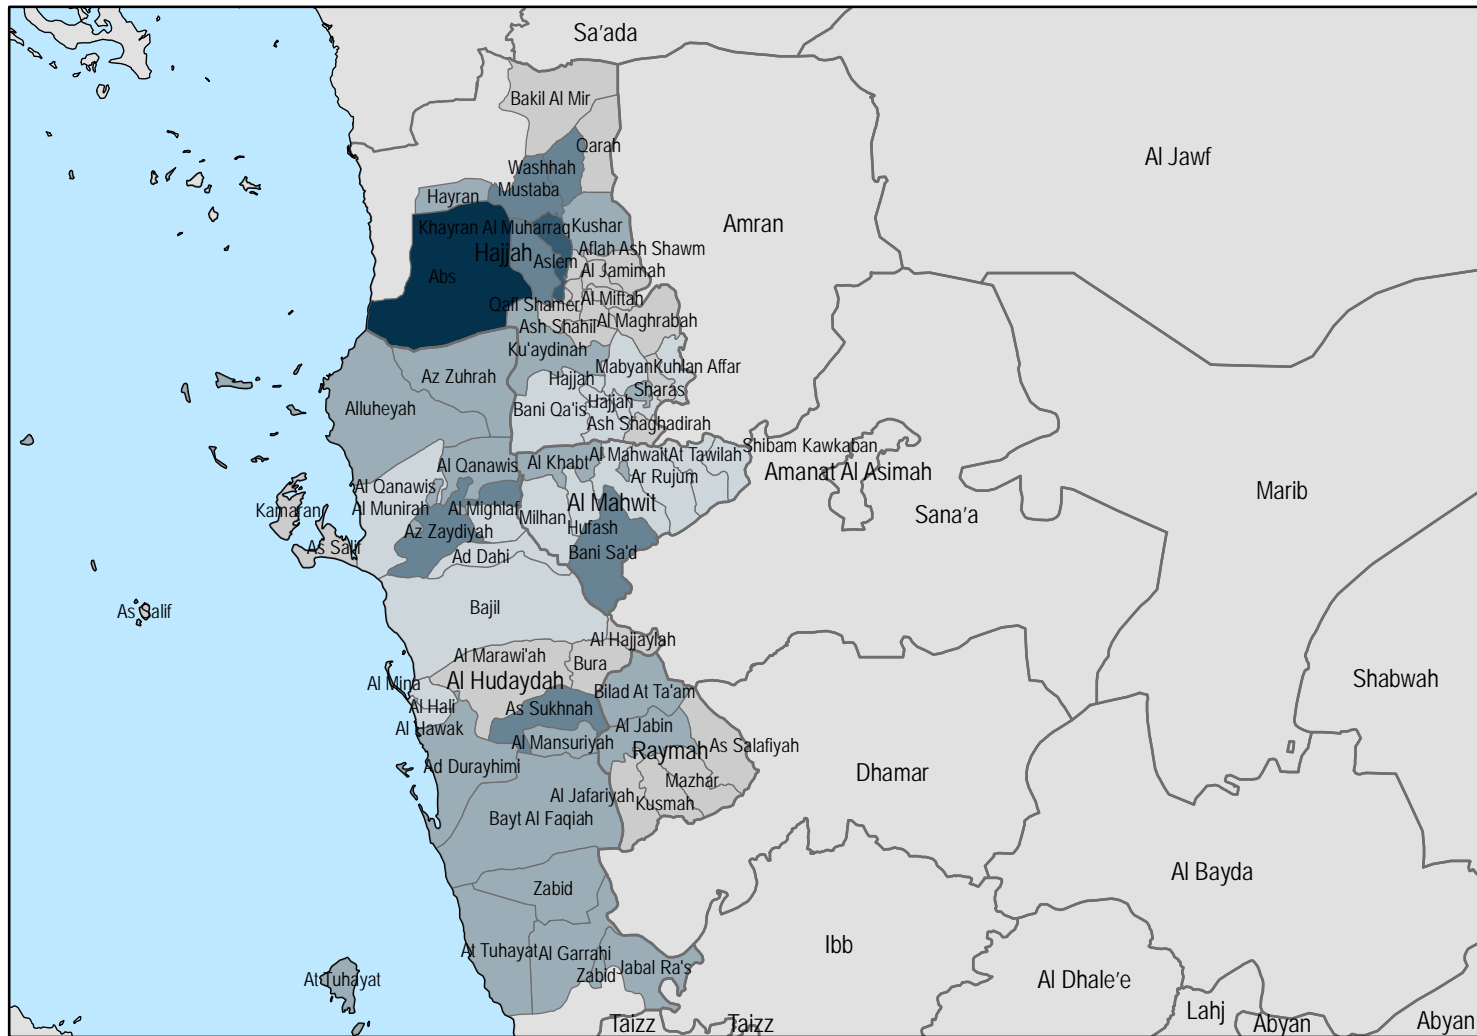 Sa'ada
Bakil Al Mir
Qarah
Al Jawf
Washhah
Mustaba
Hayran
Amran
Khayran Al Muharraq
Kushar
Hajjah
Aflah Ash Shawm
Aslem
Al Jamimah
Abs
Qafl Shamer
Al Miftah
Ash Shahil
Al Maghrabah
Ku'aydinah
Mabyan
Kuhlan Affar
Az Zuhrah
Hajjah
Sharas
Alluheyah
Bani Qa'is
Hajjah
Ash Shaghadirah
Shibam Kawkaban
Al Qanawis
Al Khabt
Al Mahwait
At Tawilah
Ar Rujum
Amanat Al Asimah
Al Qanawis
Al Munirah
Al Mighlaf
Al Mahwit
Marib
Kamaran
Milhan
Sana'a
Az Zaydiyah
Hufash
As Salif
Ad Dahi
Bani Sa'd
As Salif
Bajil
Al Hajjaylah
Al Marawi'ah
Bura
Al Mina
Al Hudaydah
Bilad At Ta'am
Shabwah
Al Hali
As Sukhnah
Al Hawak
Al Jabin
Al Mansuriyah
Raymah
As Salafiyah
Ad Durayhimi
Mazhar
Dhamar
Al Jafariyah
Kusmah
Bayt Al Faqiah
Al Bayda
Zabid
At Tuhayat
Al Garrahi
Ibb
Zabid
Jabal Ra's
At Tuhayat
Al Dhale'e
Lahj
Taizz
Taizz
Abyan
Abyan